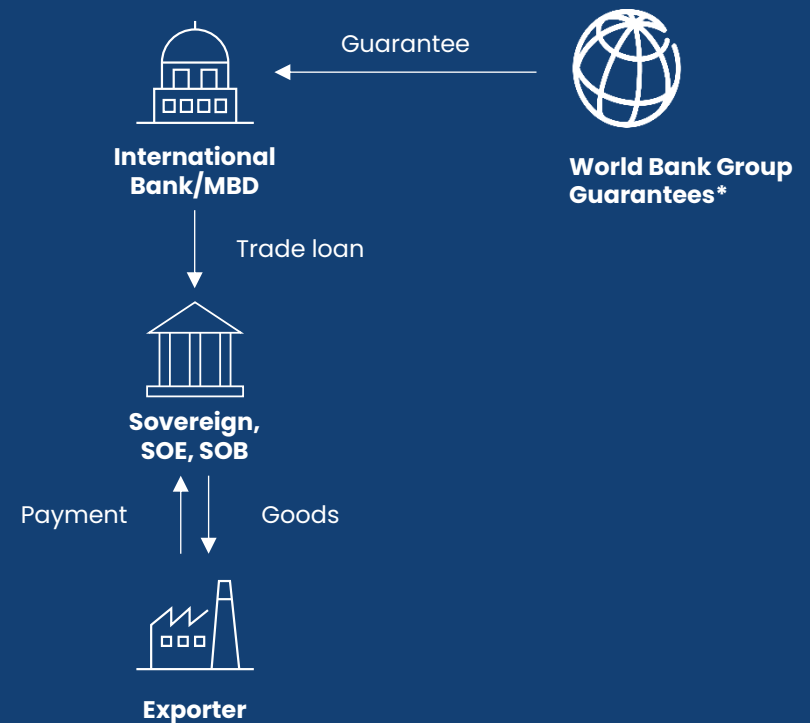 Guarantee
International
Bank/MBD
World Bank Group
Guarantees*
Trade loan
Sovereign,
SOE, SOB
Payment
Goods
Exporter